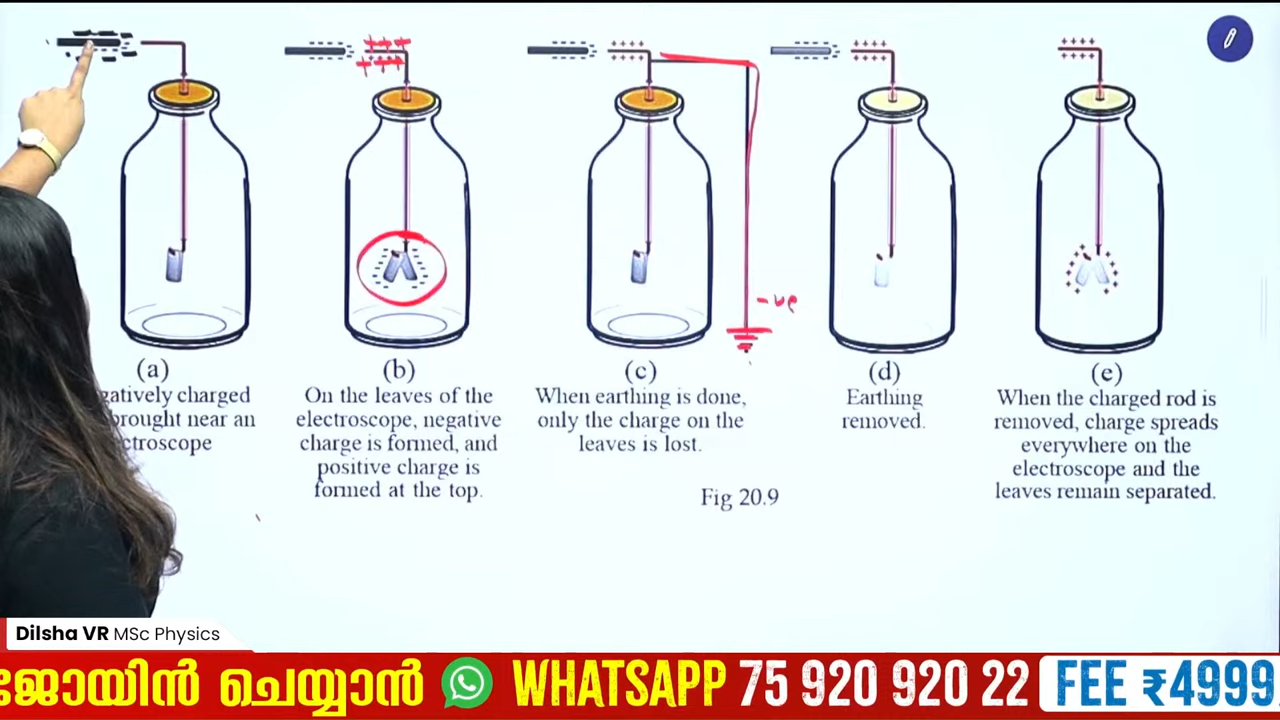 -ve
(a)
brought near an
(b)
On the leaves of the
electroscope, negative
charge is formed, and
positive charge is
formed at the top.
(c)
When earthing is done,
only the charge on the
leaves is lost.
(d)
Earthing
removed.
(e)
When the charged rod is
removed, charge spreads
everywhere on the
electroscope and the
leaves remain separated.
Fig 20.9
Dilsha VR MSc Physics
ജോയിൻ ചെയ്യാൻ WHATSAPP 75 920 920 22 FEE ₹4999